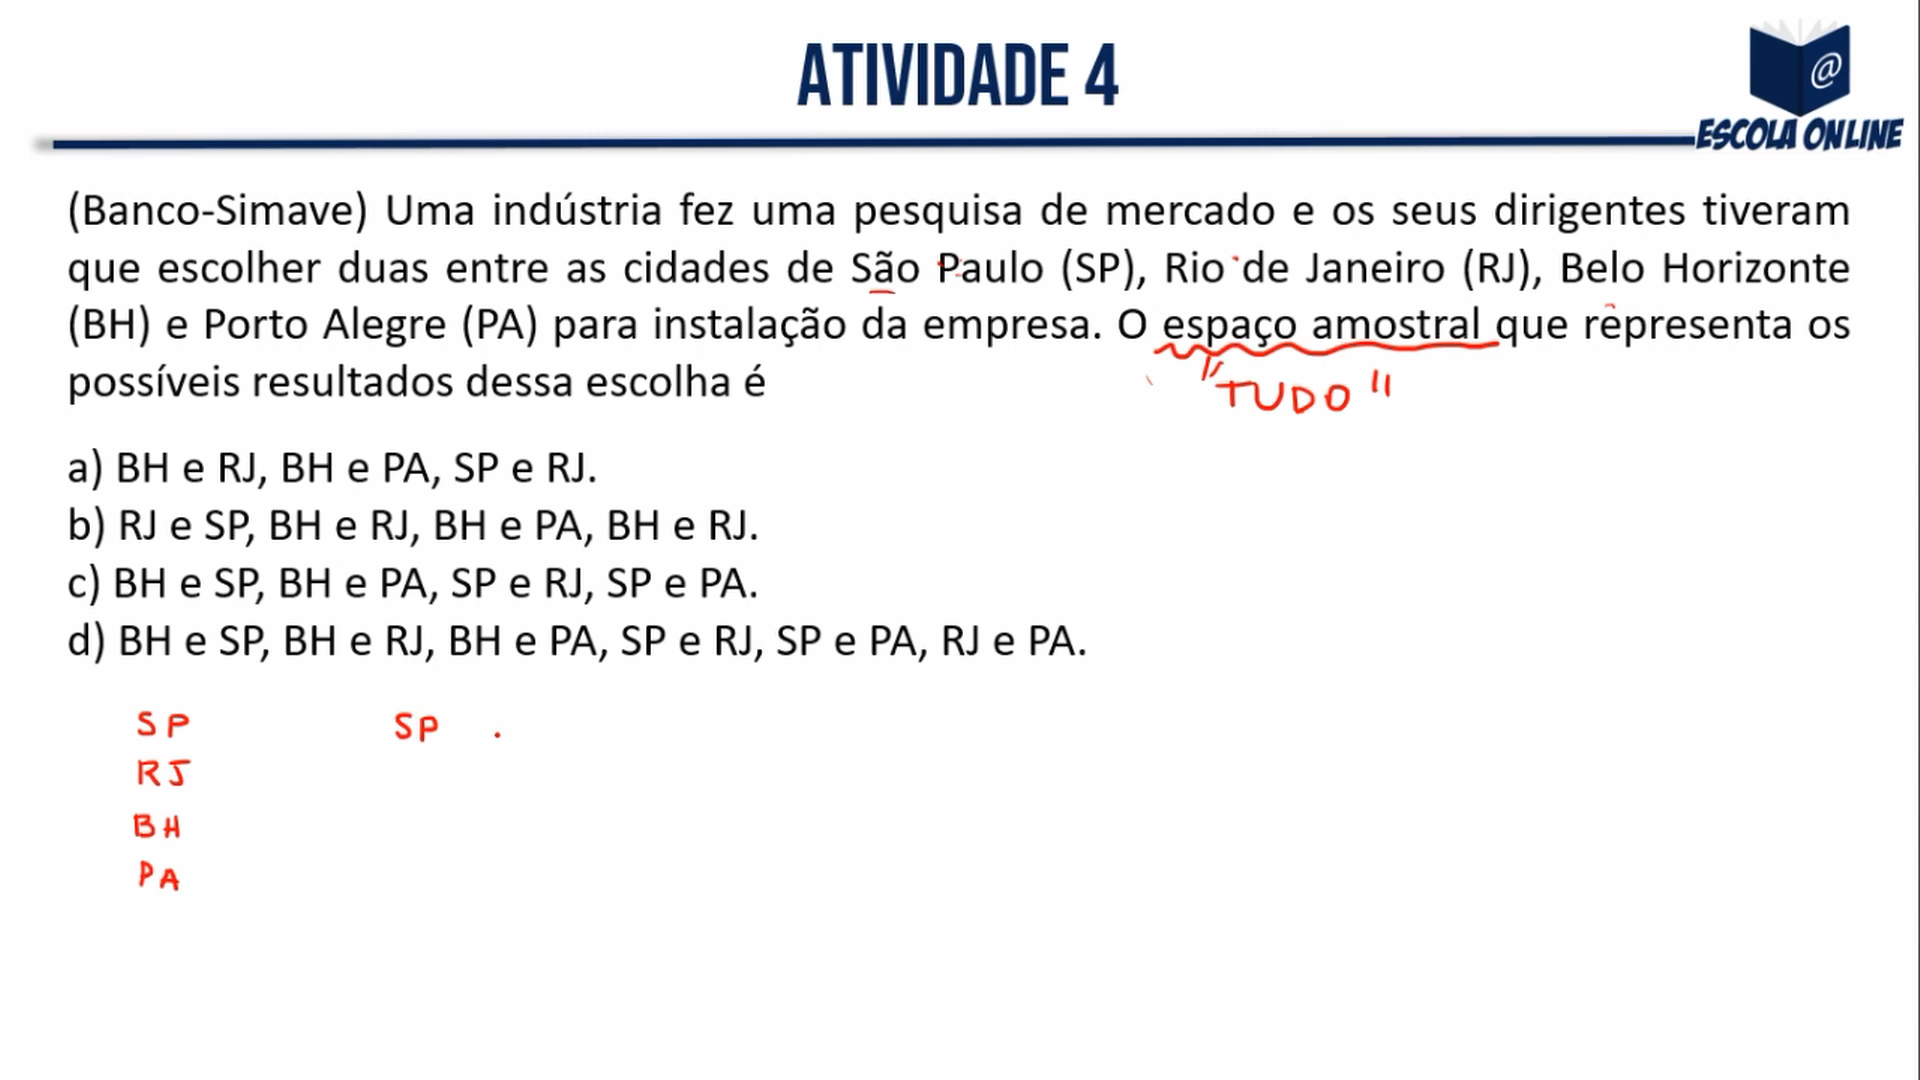 ATIVIDADE 4
@
ESCOLA ONLINE
(Banco-Simave) Uma indústria fez uma pesquisa de mercado e os seus dirigentes tiveram
que escolher duas entre as cidades de São Paulo (SP), Rio de Janeiro (RJ), Belo Horizonte
(BH) e Porto Alegre (PA) para instalação da empresa. O espaço amostral que representa os
possíveis resultados dessa escolha é
"TUDO"
a) BH e RJ, BH e PA, SP e RJ.
b) RJ e SP, BH e RJ, BH e PA, BH e RJ.
c) BH e SP, BH e PA, SP e RJ, SP e PA.
d) BH e SP, BH e RJ, BH e PA, SP e RJ, SP e PA, RJ e PA.
SP SP .
RJ
BH
PA